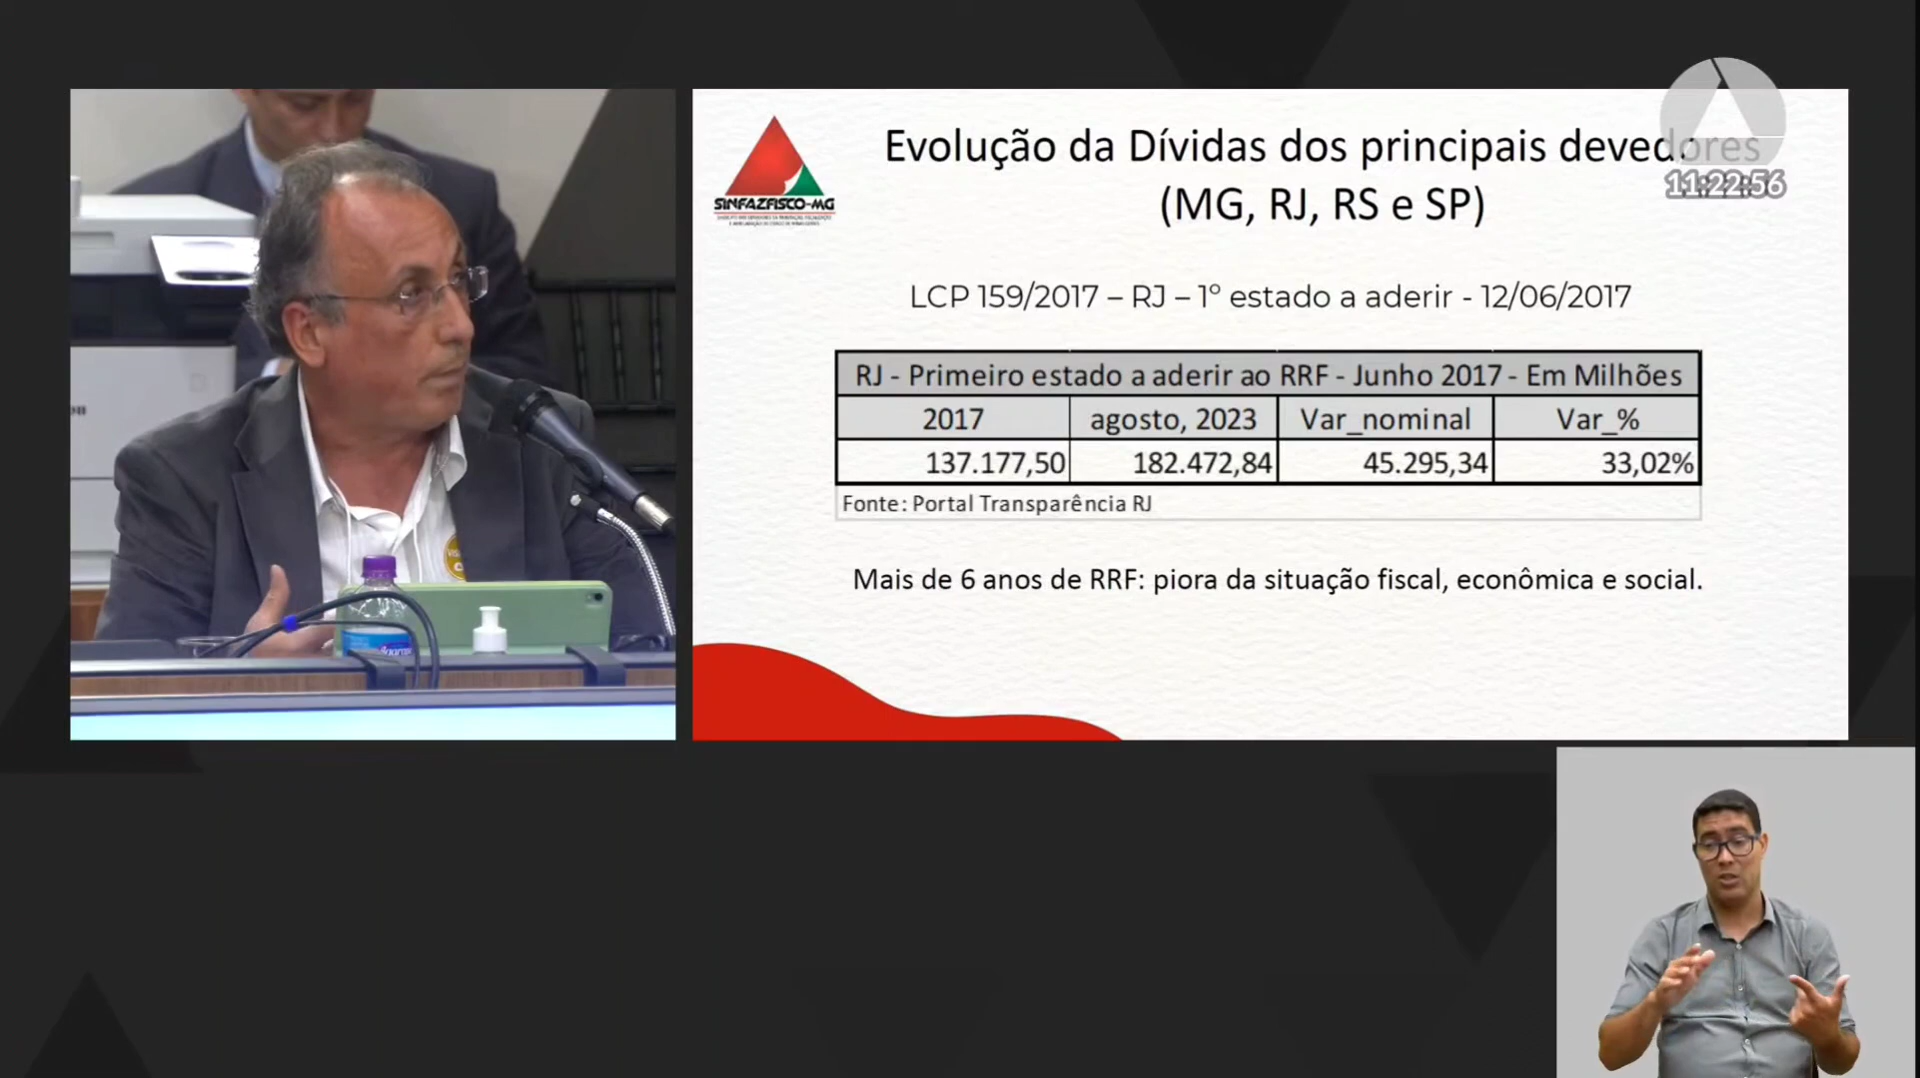 Evolução da Dívidas dos principais devedores
(MG, RJ, RS e SP)
11:22:56
SINFAZFISCO-MG
LCP 159/2017 – RJ – 1º estado a aderir - 12/06/2017
RJ - Primeiro estado a aderir ao RRF - Junho 2017 - Em Milhões
2017 agosto, 2023 Var_nominal Var_%
137.177,50 182.472,84 45.295,34 33,02%
Fonte: Portal Transparência RJ
Mais de 6 anos de RRF: piora da situação fiscal, econômica e social.